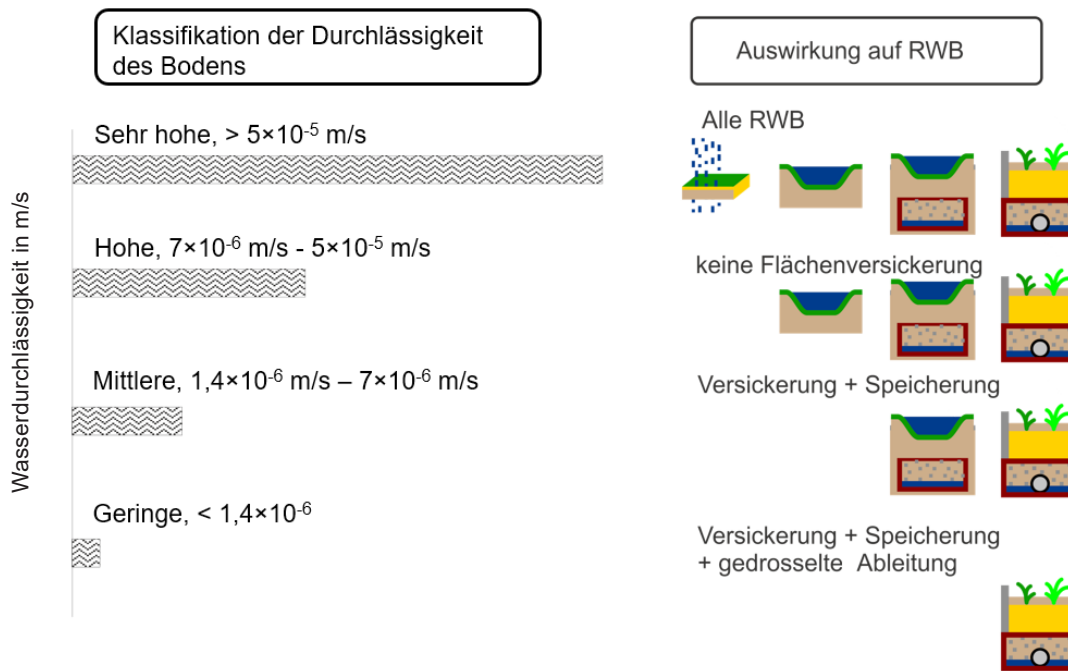 Klassifikation der Durchlässigkeit
des Bodens
Auswirkung auf RWB
Wasserdurchlässigkeit in m/s
Sehr hohe, > 5×10⁻⁵ m/s
Alle RWB
Hohe, 7×10⁻⁶ m/s - 5×10⁻⁵ m/s
keine Flächenversickerung
Mittlere, 1,4×10⁻⁶ m/s – 7×10⁻⁶ m/s
Versickerung + Speicherung
Geringe, < 1,4×10⁻⁶
Versickerung + Speicherung
+ gedrosselte Ableitung